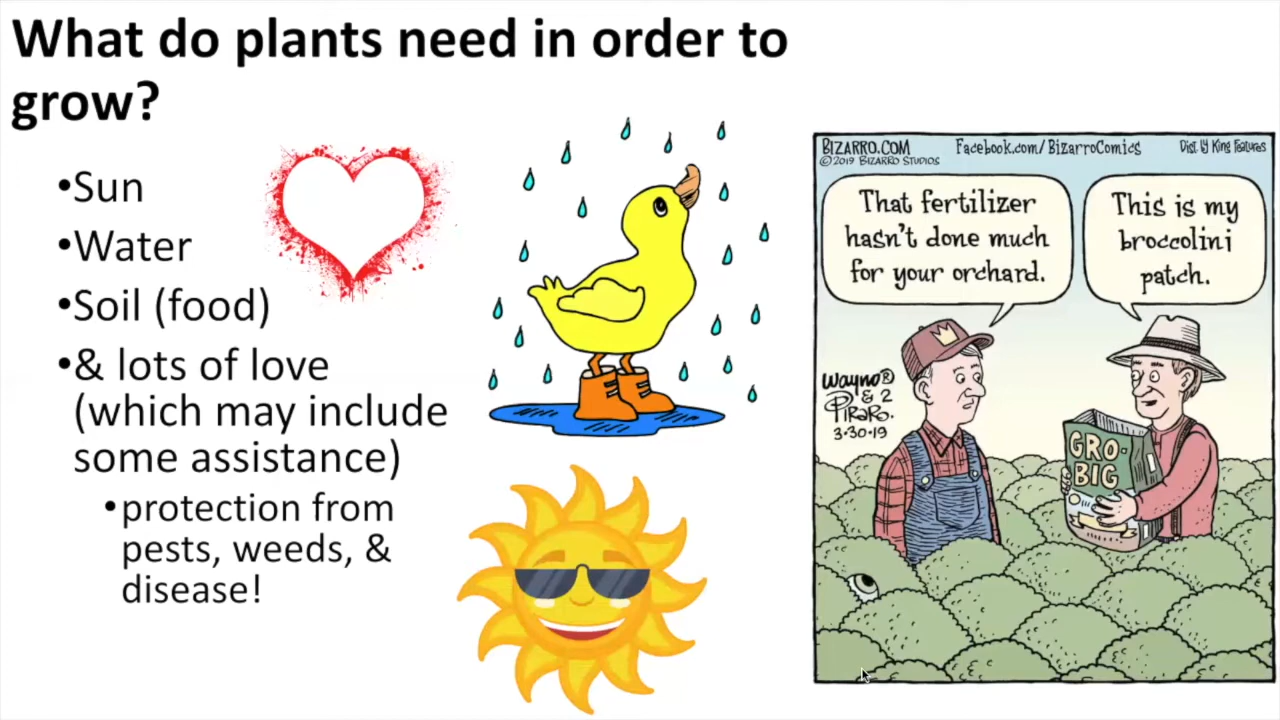 What do plants need in order to
grow?
•Sun
•Water
•Soil (food)
•& lots of love
(which may include
some assistance)
•protection from
pests, weeds, &
disease!
BIZARRO.COM
©2019 BIZARRO STUDIOS
Facebook.com/BizarroComics
Dist. by King Features
That fertilizer
hasn't done much
for your orchard.
This is my
broccolini
patch.
Wayno®
& 2
PiRaRo.
3•30•19
GRO-
BIG